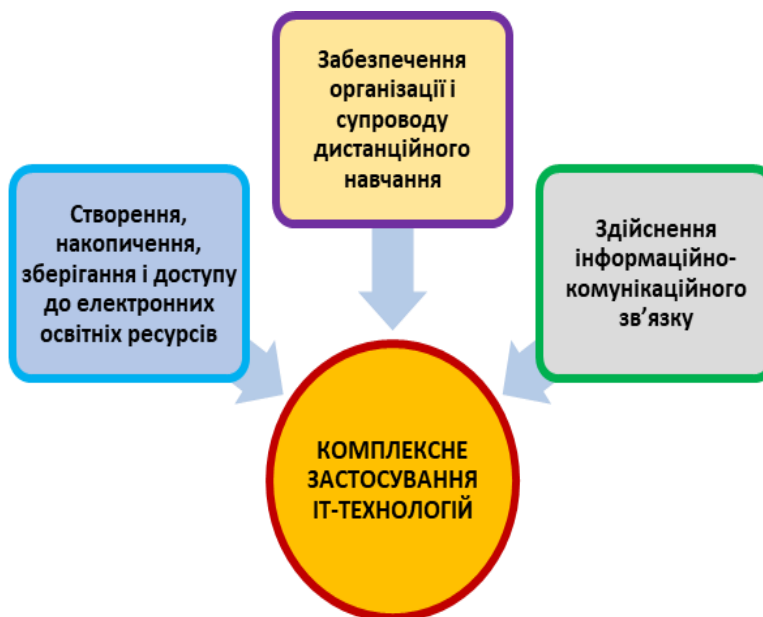 Забезпечення
організації і
супроводу
дистанційного
навчання
Створення,
накопичення,
зберігання і доступу
до електронних
освітніх ресурсів
Здійснення
інформаційно-
комунікаційного
зв’язку
КОМПЛЕКСНЕ
ЗАСТОСУВАННЯ
ІТ-ТЕХНОЛОГІЙ